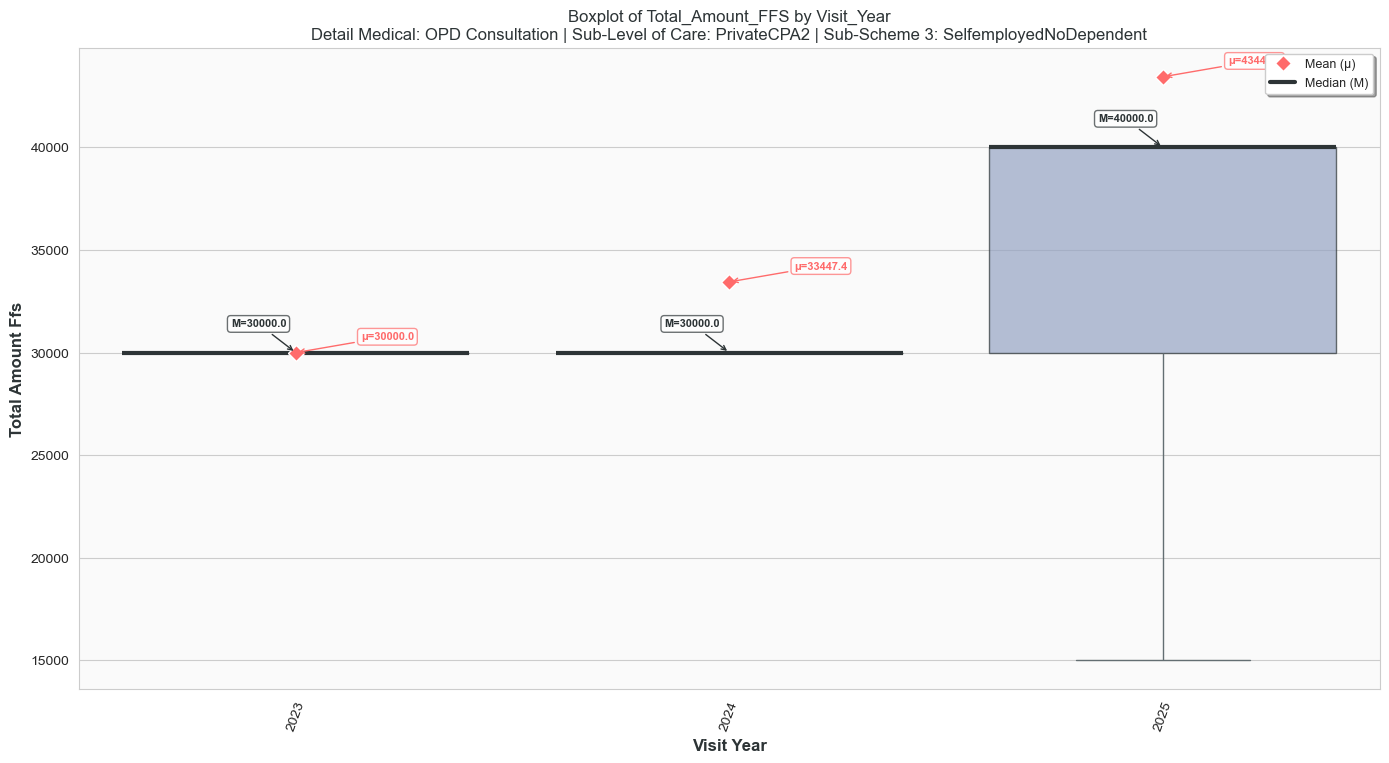 Boxplot of Total_Amount_FFS by Visit_Year
Detail Medical: OPD Consultation | Sub-Level of Care: PrivateCPA2 | Sub-Scheme 3: SelfemployedNoDependent
Mean (μ)
Median (M)
M=40000.0
μ=33447.4
M=30000.0
μ=30000.0
M=30000.0
40000
35000
30000
25000
20000
15000
Total Amount Ffs
2023
2024
2025
Visit Year